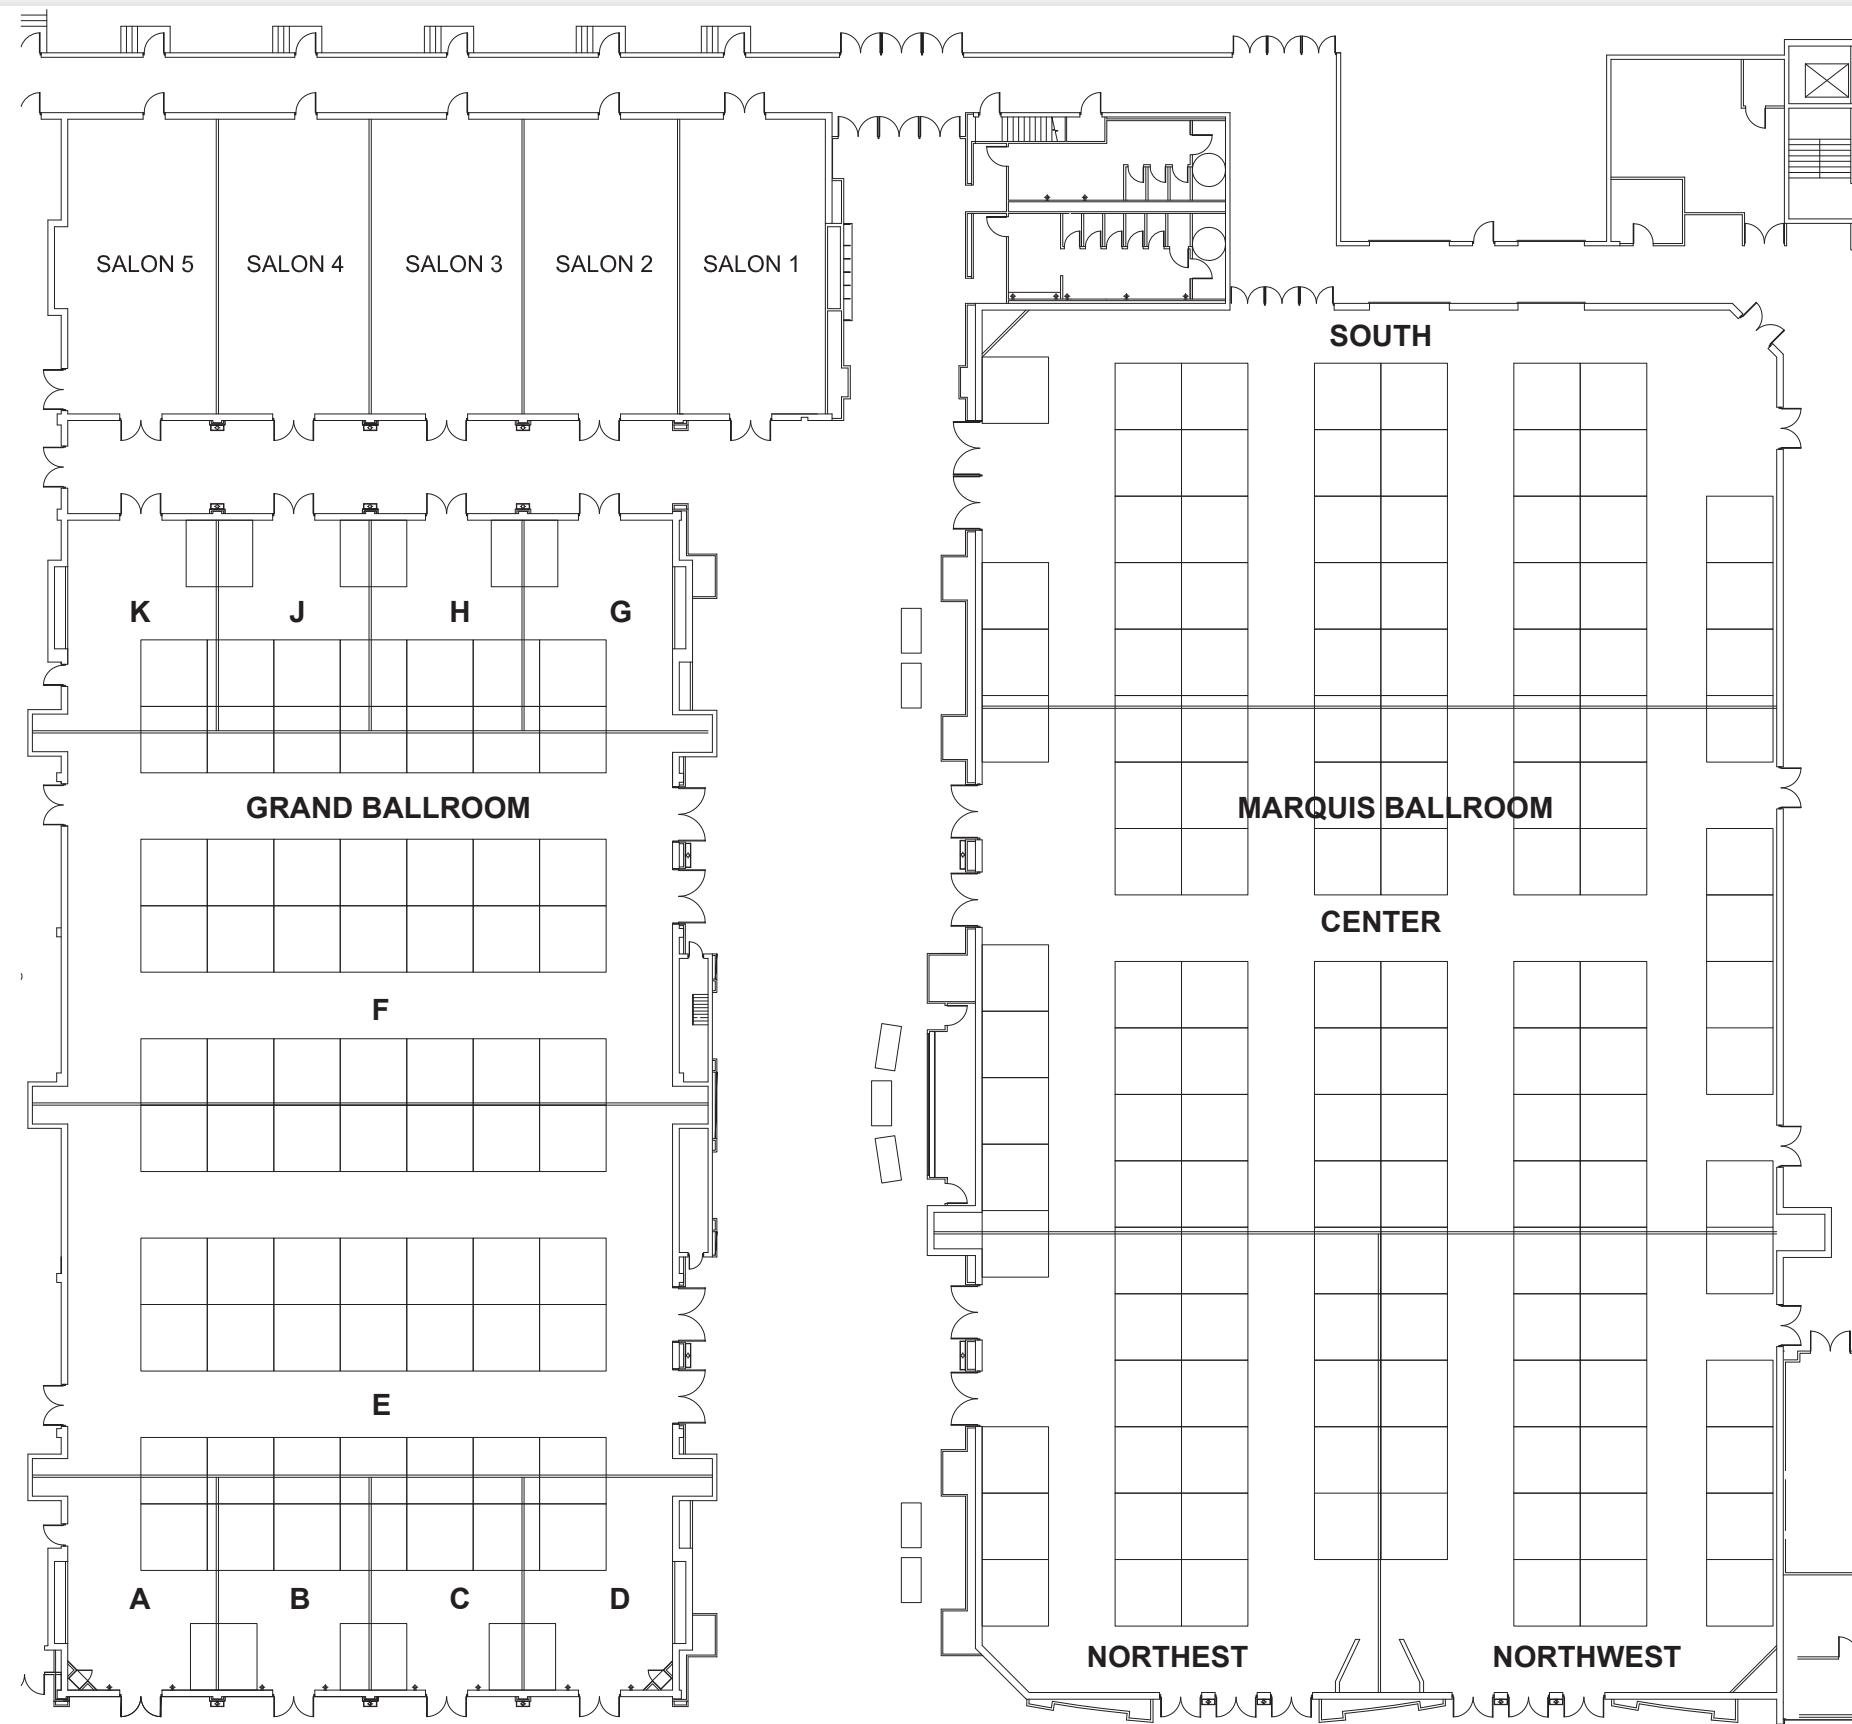 SALON 5
SALON 4
SALON 3
SALON 2
SALON 1
SOUTH
K
J
H
G
GRAND BALLROOM
MARQUIS BALLROOM
CENTER
F
E
A
B
C
D
NORTHEST
NORTHWEST